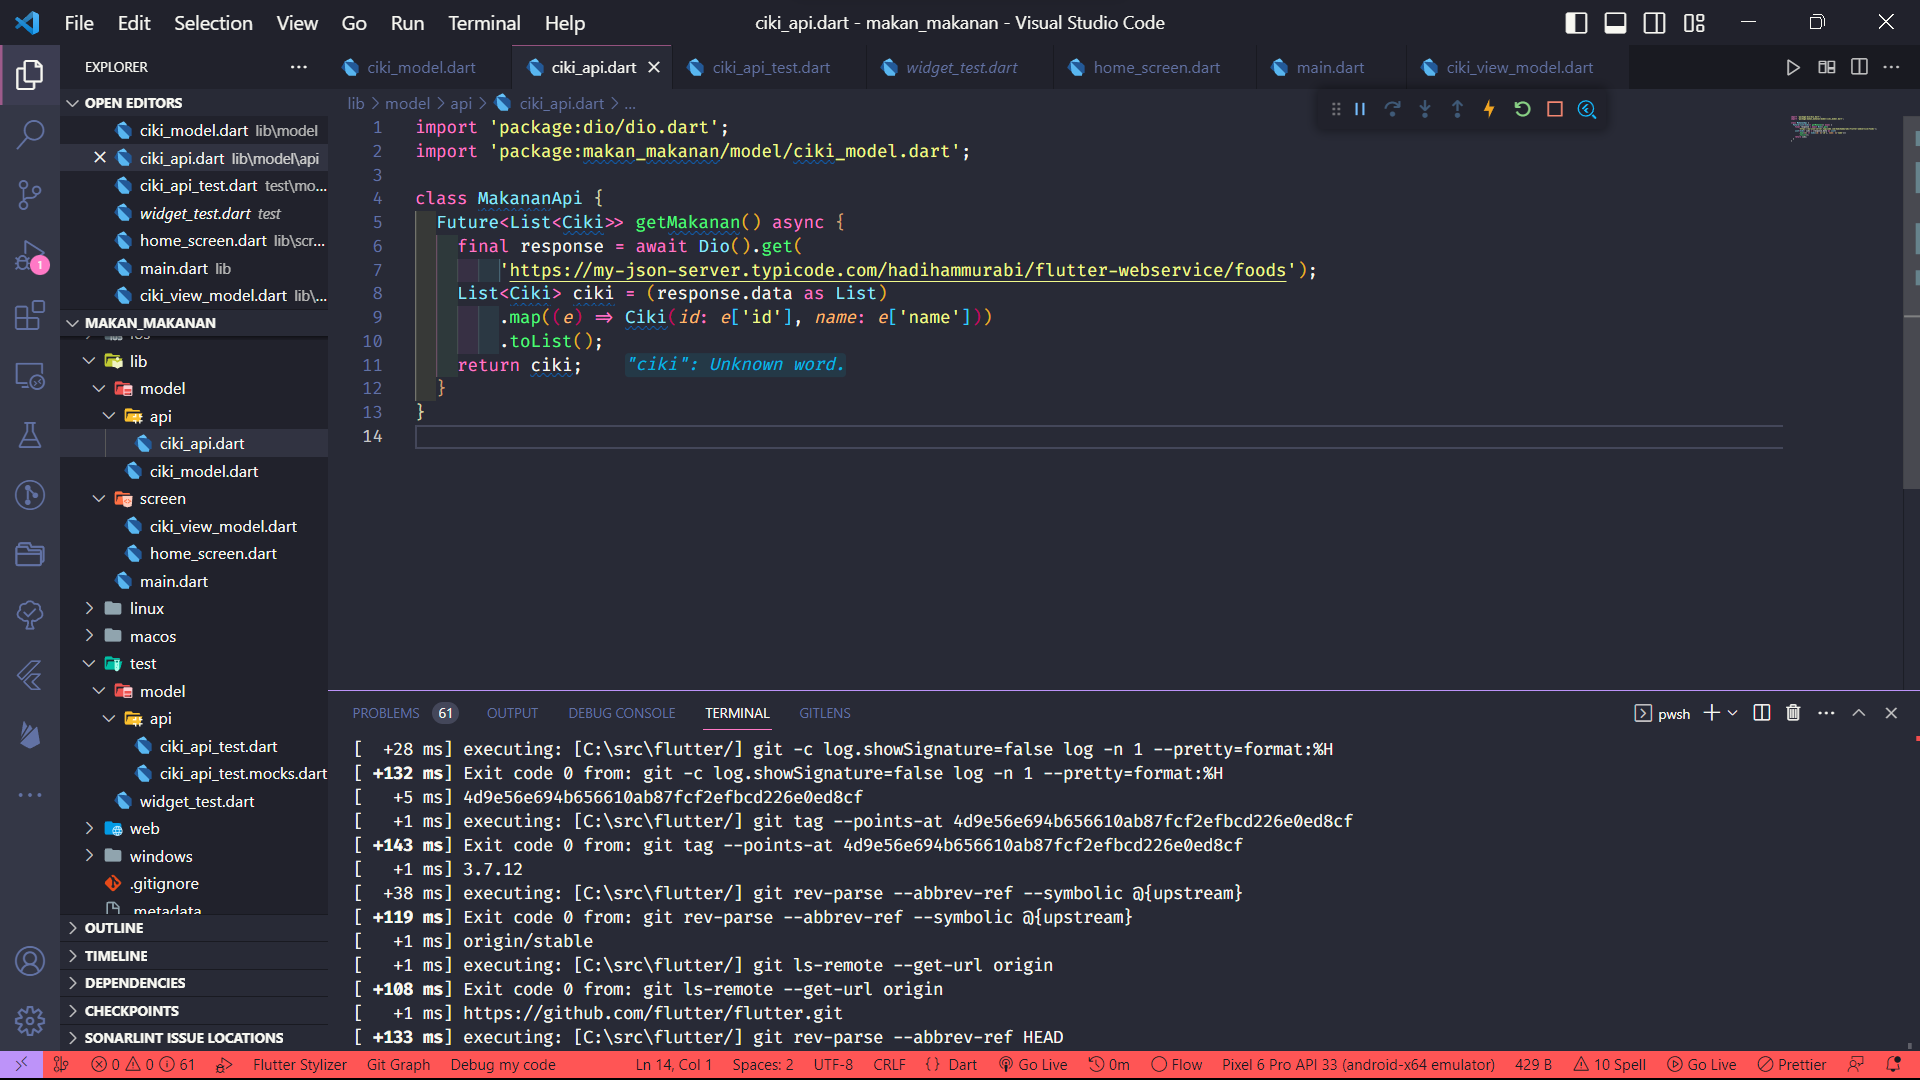 File Edit Selection View Go Run Terminal Help
ciki_api.dart - makan_makanan - Visual Studio Code
EXPLORER
OPEN EDITORS
ciki_model.dart lib\model
ciki_api.dart lib\model\api
ciki_api_test.dart test\mo...
widget_test.dart test
home_screen.dart lib\scr...
main.dart lib
ciki_view_model.dart lib\...
MAKAN_MAKANAN
lib
model
api
ciki_api.dart
ciki_model.dart
screen
ciki_view_model.dart
home_screen.dart
main.dart
linux
macos
test
model
api
ciki_api_test.dart
ciki_api_test.mocks.dart
widget_test.dart
web
windows
.gitignore
.metadata
OUTLINE
TIMELINE
DEPENDENCIES
CHECKPOINTS
SONARLINT ISSUE LOCATIONS
1
ciki_model.dart ciki_api.dart ciki_api_test.dart widget_test.dart home_screen.dart main.dart ciki_view_model.dart
lib > model > api > ciki_api.dart > ...
1 import 'package:dio/dio.dart';
2 import 'package:makan_makanan/model/ciki_model.dart';
3
4 class MakananApi {
5 Future<List<Ciki>> getMakanan() async {
6 final response = await Dio().get(
7 'https://my-json-server.typicode.com/hadihammurabi/flutter-webservice/foods');
8 List<Ciki> ciki = (response.data as List)
9 .map((e) => Ciki(id: e['id'], name: e['name']))
10 .toList();
11 return ciki; "ciki": Unknown word.
12 }
13 }
14
PROBLEMS 61 OUTPUT DEBUG CONSOLE TERMINAL GITLENS
pwsh
[ +28 ms] executing: [C:\src\flutter/] git -c log.showSignature=false log -n 1 --pretty=format:%H
[ +132 ms] Exit code 0 from: git -c log.showSignature=false log -n 1 --pretty=format:%H
[ +5 ms] 4d9e56e694b656610ab87fcf2efbcd226e0ed8cf
[ +1 ms] executing: [C:\src\flutter/] git tag --points-at 4d9e56e694b656610ab87fcf2efbcd226e0ed8cf
[ +143 ms] Exit code 0 from: git tag --points-at 4d9e56e694b656610ab87fcf2efbcd226e0ed8cf
[ +1 ms] 3.7.12
[ +38 ms] executing: [C:\src\flutter/] git rev-parse --abbrev-ref --symbolic @{upstream}
[ +119 ms] Exit code 0 from: git rev-parse --abbrev-ref --symbolic @{upstream}
[ +1 ms] origin/stable
[ +1 ms] executing: [C:\src\flutter/] git ls-remote --get-url origin
[ +108 ms] Exit code 0 from: git ls-remote --get-url origin
[ +1 ms] https://github.com/flutter/flutter.git
[ +133 ms] executing: [C:\src\flutter/] git rev-parse --abbrev-ref HEAD
0 0 61 Flutter Stylizer Git Graph Debug my code Ln 14, Col 1 Spaces: 2 UTF-8 CRLF {} Dart Go Live 0m Flow Pixel 6 Pro API 33 (android-x64 emulator) 429 B 10 Spell Go Live Prettier